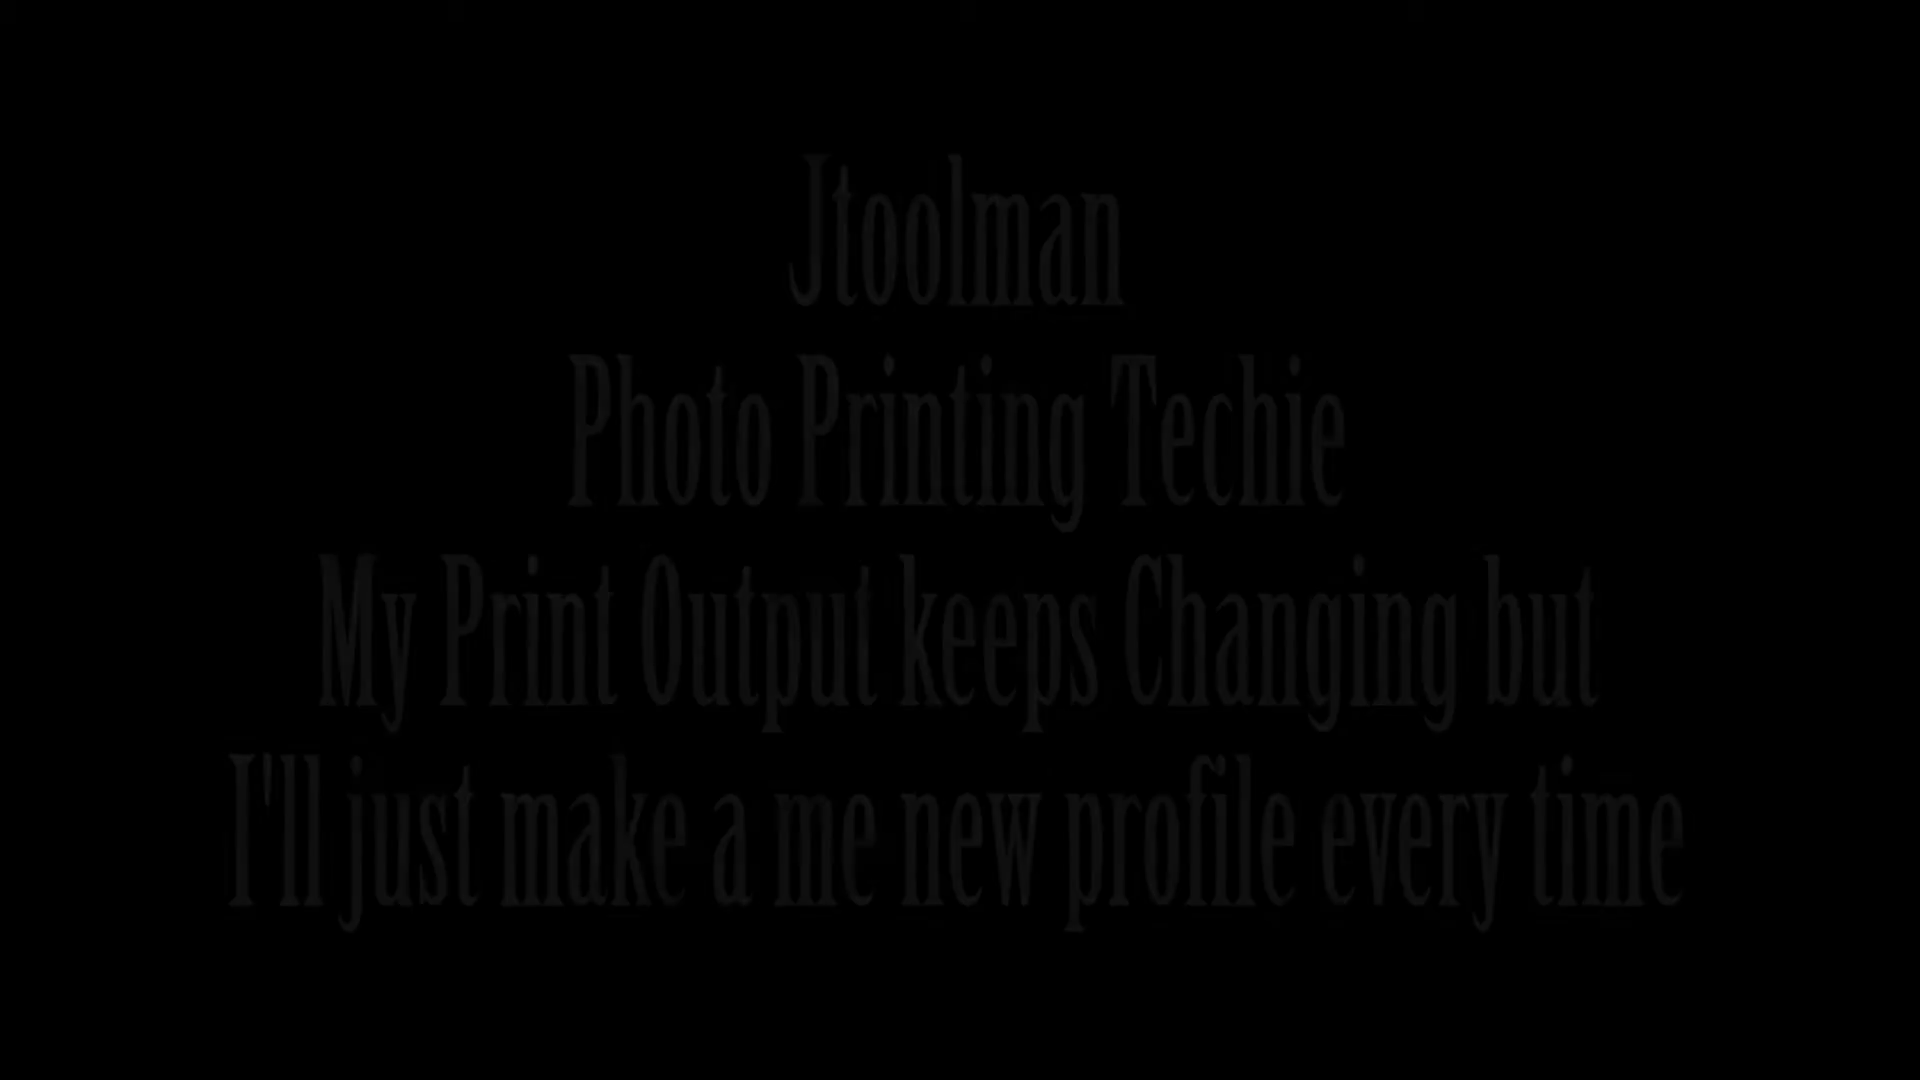 Jtoolman
Photo Printing Techie
My Print Output keeps Changing but
I'll just make a me new profile every time